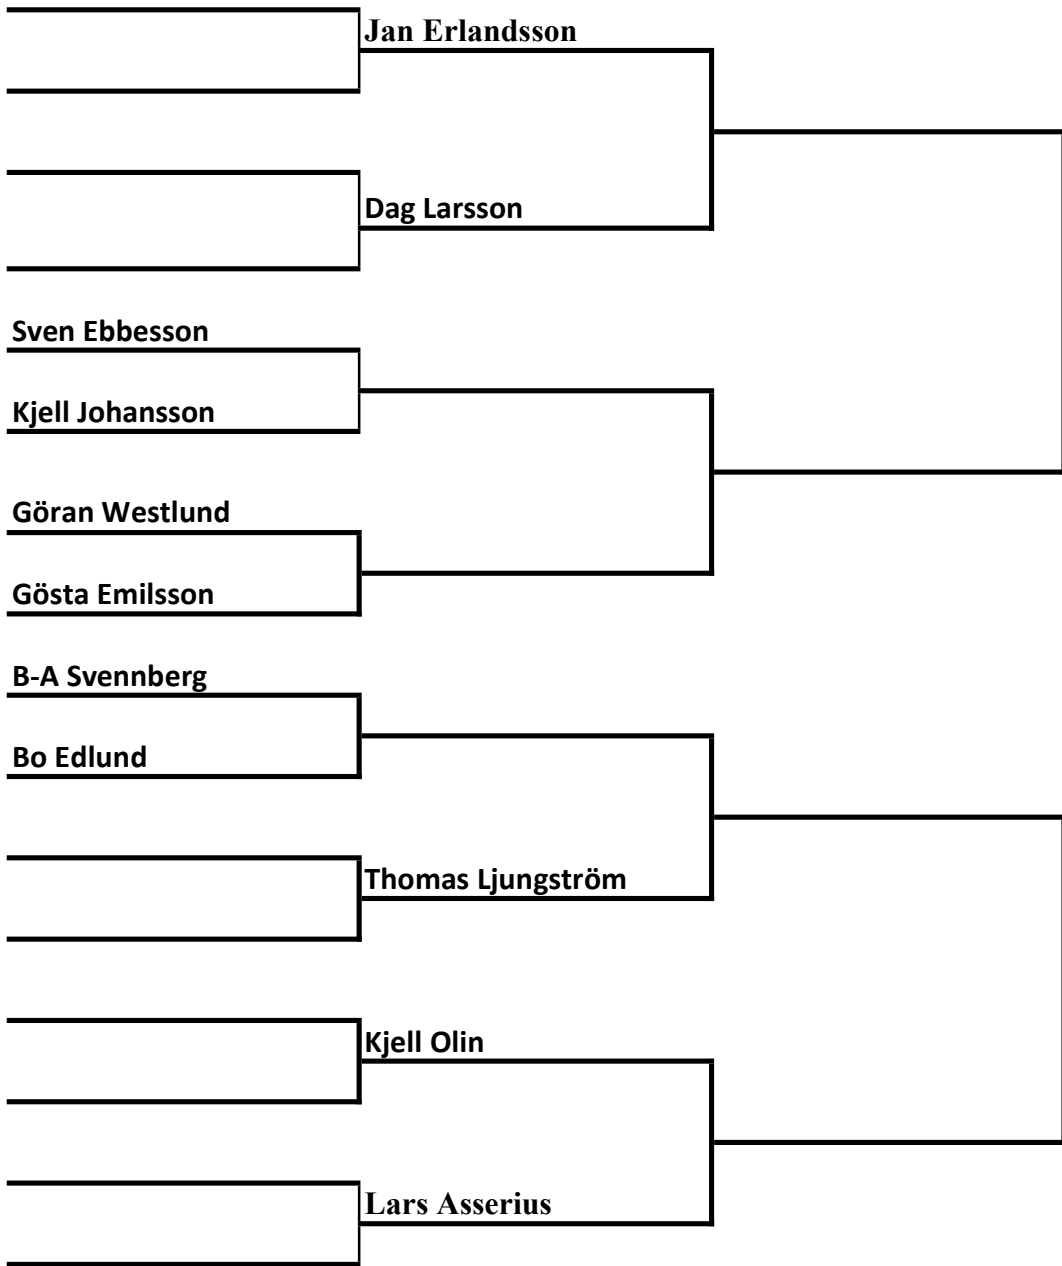 Jan Erlandsson
Dag Larsson
Sven Ebbesson
Kjell Johansson
Göran Westlund
Gösta Emilsson
B-A Svennberg
Bo Edlund
Thomas Ljungström
Kjell Olin
Lars Asserius